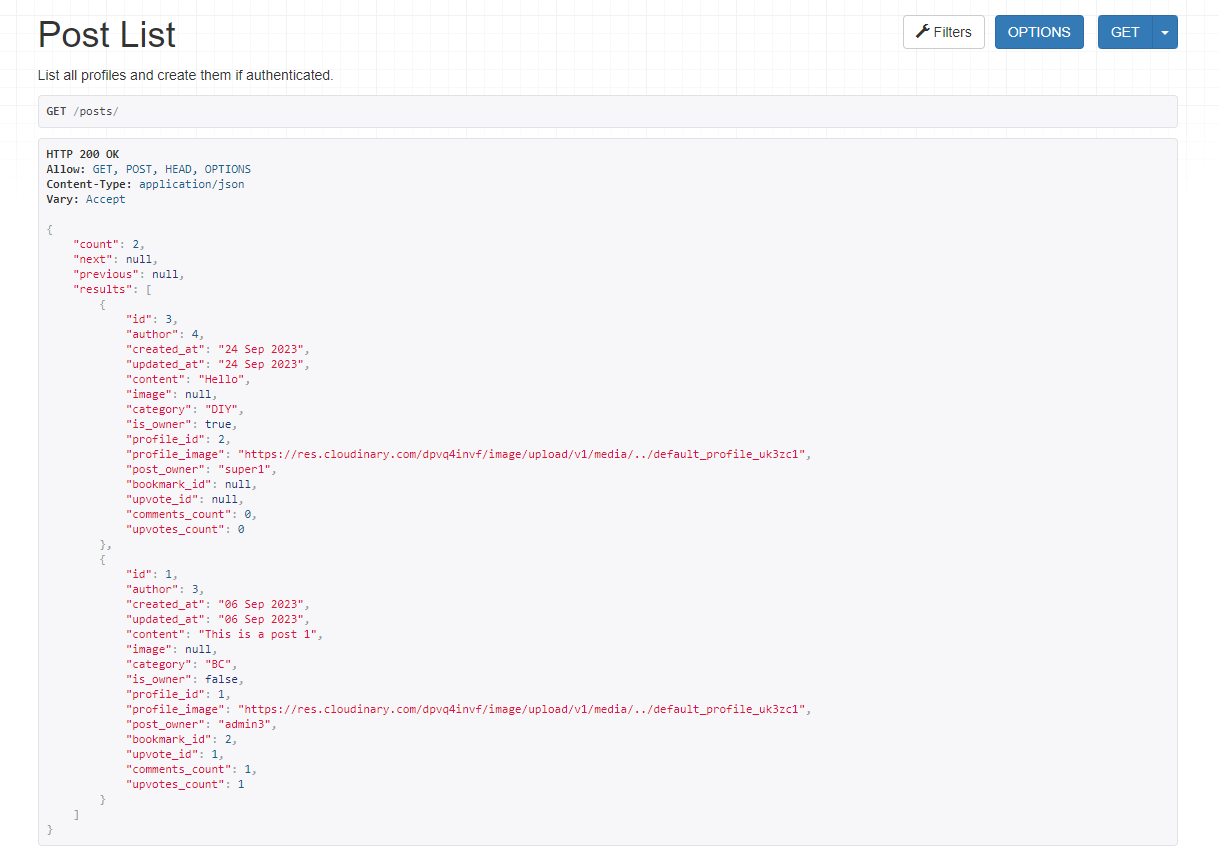 Post List
Filters
OPTIONS
GET
List all profiles and create them if authenticated.
GET /posts/
HTTP 200 OK
Allow: GET, POST, HEAD, OPTIONS
Content-Type: application/json
Vary: Accept
{
    "count": 2,
    "next": null,
    "previous": null,
    "results": [
        {
            "id": 3,
            "author": 4,
            "created_at": "24 Sep 2023",
            "updated_at": "24 Sep 2023",
            "content": "Hello",
            "image": null,
            "category": "DIY",
            "is_owner": true,
            "profile_id": 2,
            "profile_image": "https://res.cloudinary.com/dpvq4invf/image/upload/v1/media/../default_profile_uk3zc1",
            "post_owner": "super1",
            "bookmark_id": null,
            "upvote_id": null,
            "comments_count": 0,
            "upvotes_count": 0
        },
        {
            "id": 1,
            "author": 3,
            "created_at": "06 Sep 2023",
            "updated_at": "06 Sep 2023",
            "content": "This is a post 1",
            "image": null,
            "category": "BC",
            "is_owner": false,
            "profile_id": 1,
            "profile_image": "https://res.cloudinary.com/dpvq4invf/image/upload/v1/media/../default_profile_uk3zc1",
            "post_owner": "admin3",
            "bookmark_id": 2,
            "upvote_id": 1,
            "comments_count": 1,
            "upvotes_count": 1
        }
    ]
}